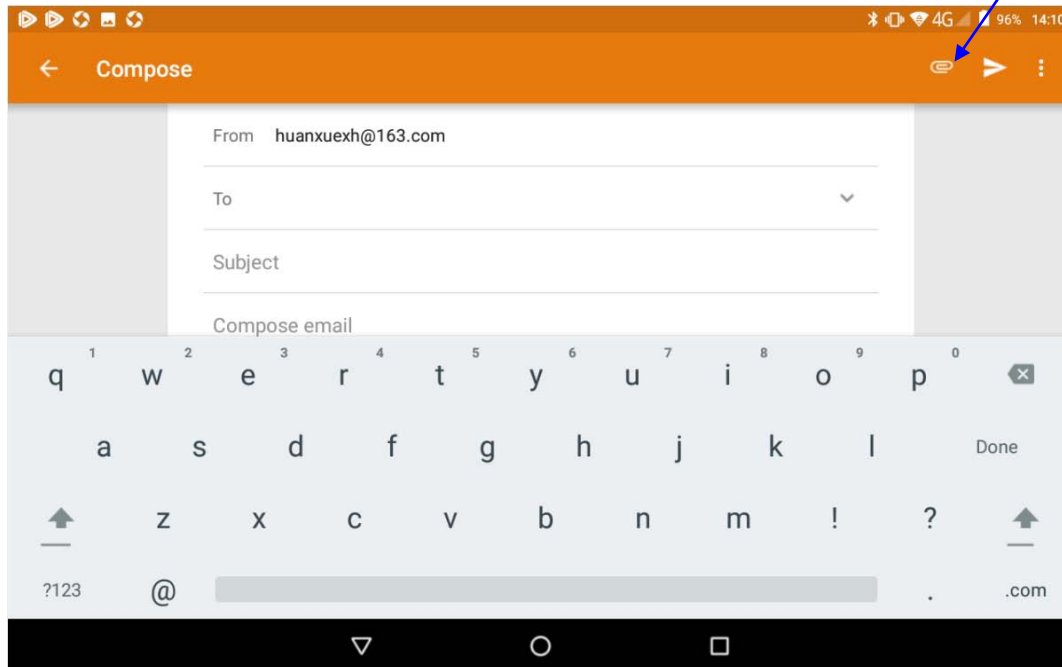 4G 96% 14:10
Compose
From huanxuexh@163.com
To
Subject
Compose email
1 2 3 4 5 6 7 8 9 0
q w e r t y u i o p
a s d f g h j k l Done
z x c v b n m ! ?
?123 @ . .com